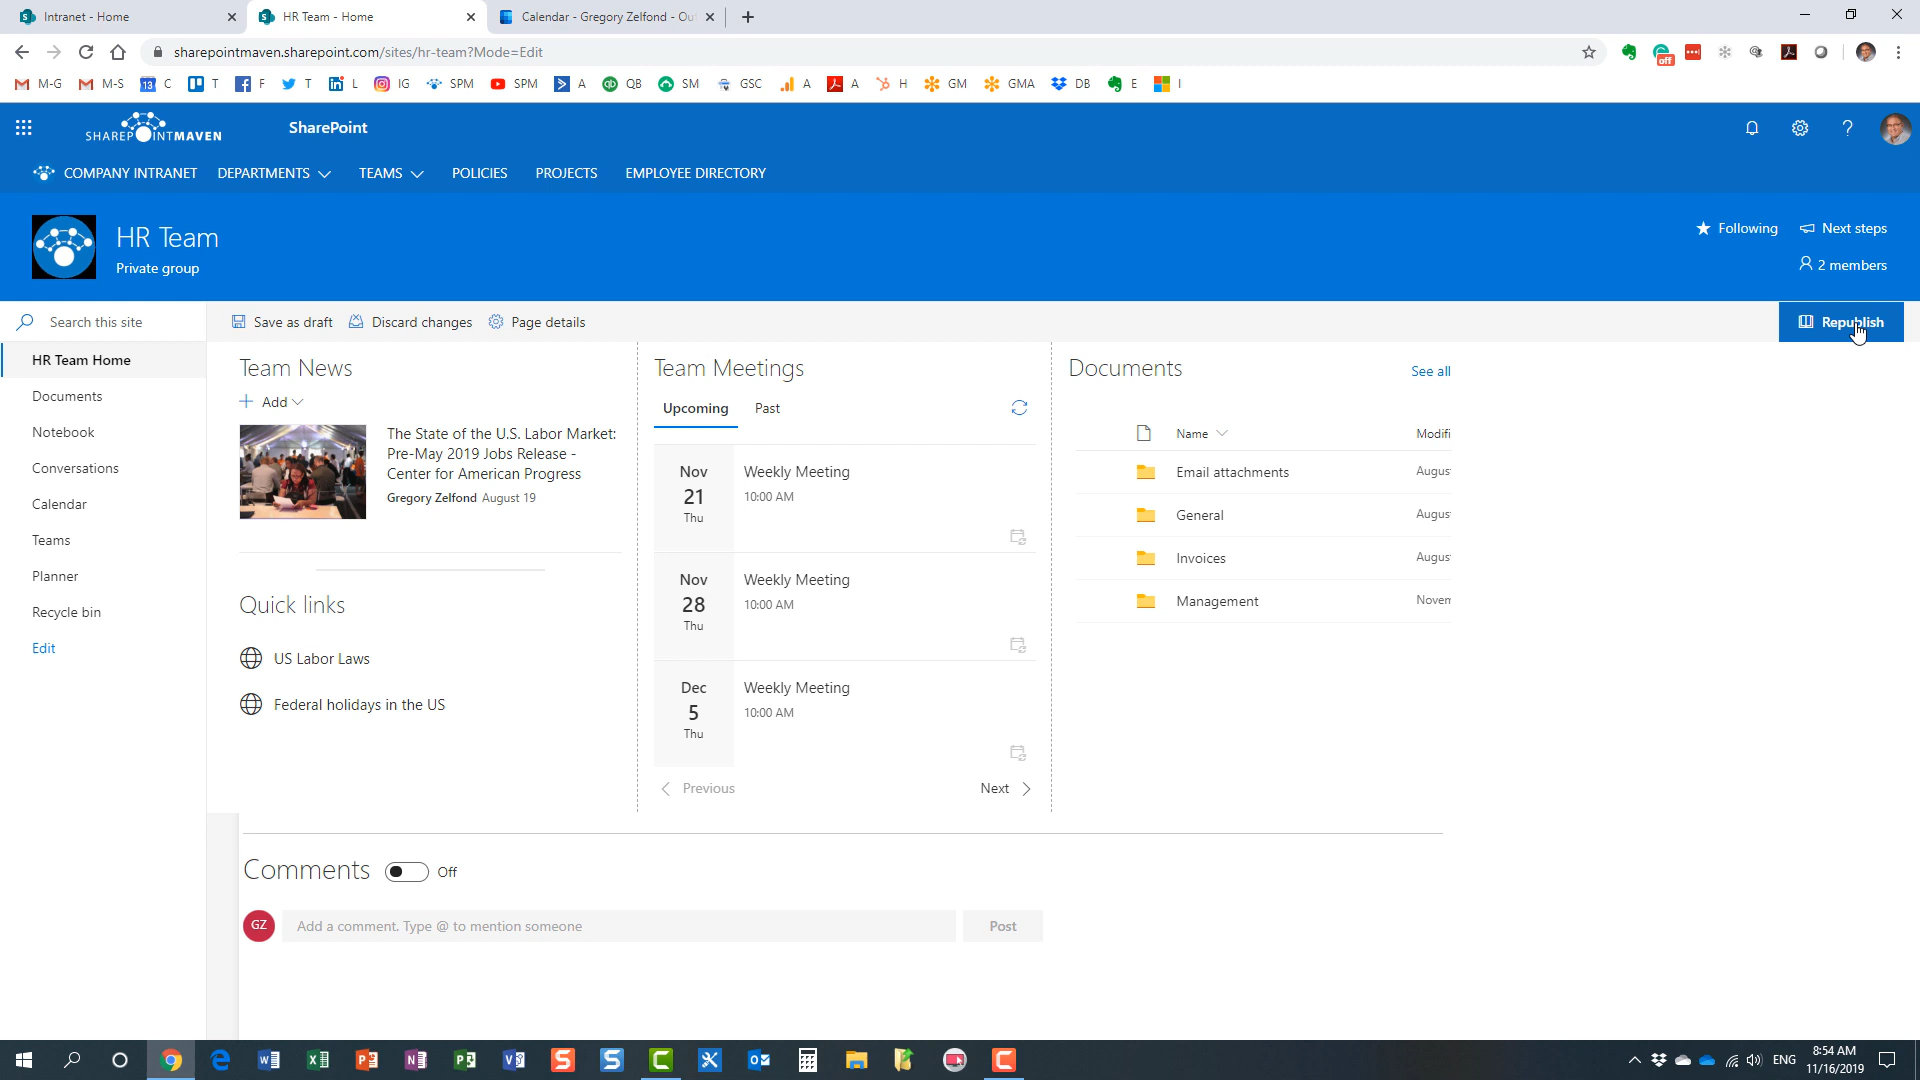 Intranet - Home
HR Team - Home
Calendar - Gregory Zelfond - Ou
sharepointmaven.sharepoint.com/sites/hr-team?Mode=Edit
off
M-G
M-S
13
C
T
F
T
L
IG
SPM
SPM
A
QB
SM
GSC
A
A
H
GM
GMA
DB
E
I
SHAREPOINTMAVEN
SharePoint
COMPANY INTRANET
DEPARTMENTS
TEAMS
POLICIES
PROJECTS
EMPLOYEE DIRECTORY
HR Team
Private group
Following
Next steps
2 members
Search this site
Save as draft
Discard changes
Page details
Republish
HR Team Home
Documents
Notebook
Conversations
Calendar
Teams
Planner
Recycle bin
Edit
Team News
Add
The State of the U.S. Labor Market:
Pre-May 2019 Jobs Release -
Center for American Progress
Gregory Zelfond August 19
Quick links
US Labor Laws
Federal holidays in the US
Team Meetings
Upcoming
Past
Nov
21
Thu
Weekly Meeting
10:00 AM
Nov
28
Thu
Weekly Meeting
10:00 AM
Dec
5
Thu
Weekly Meeting
10:00 AM
Previous
Next
Documents
See all
Name
Modifi
Email attachments
Augus
General
Augus
Invoices
Augus
Management
Novem
Comments
Off
GZ
Add a comment. Type @ to mention someone
Post
ENG
8:54 AM
11/16/2019